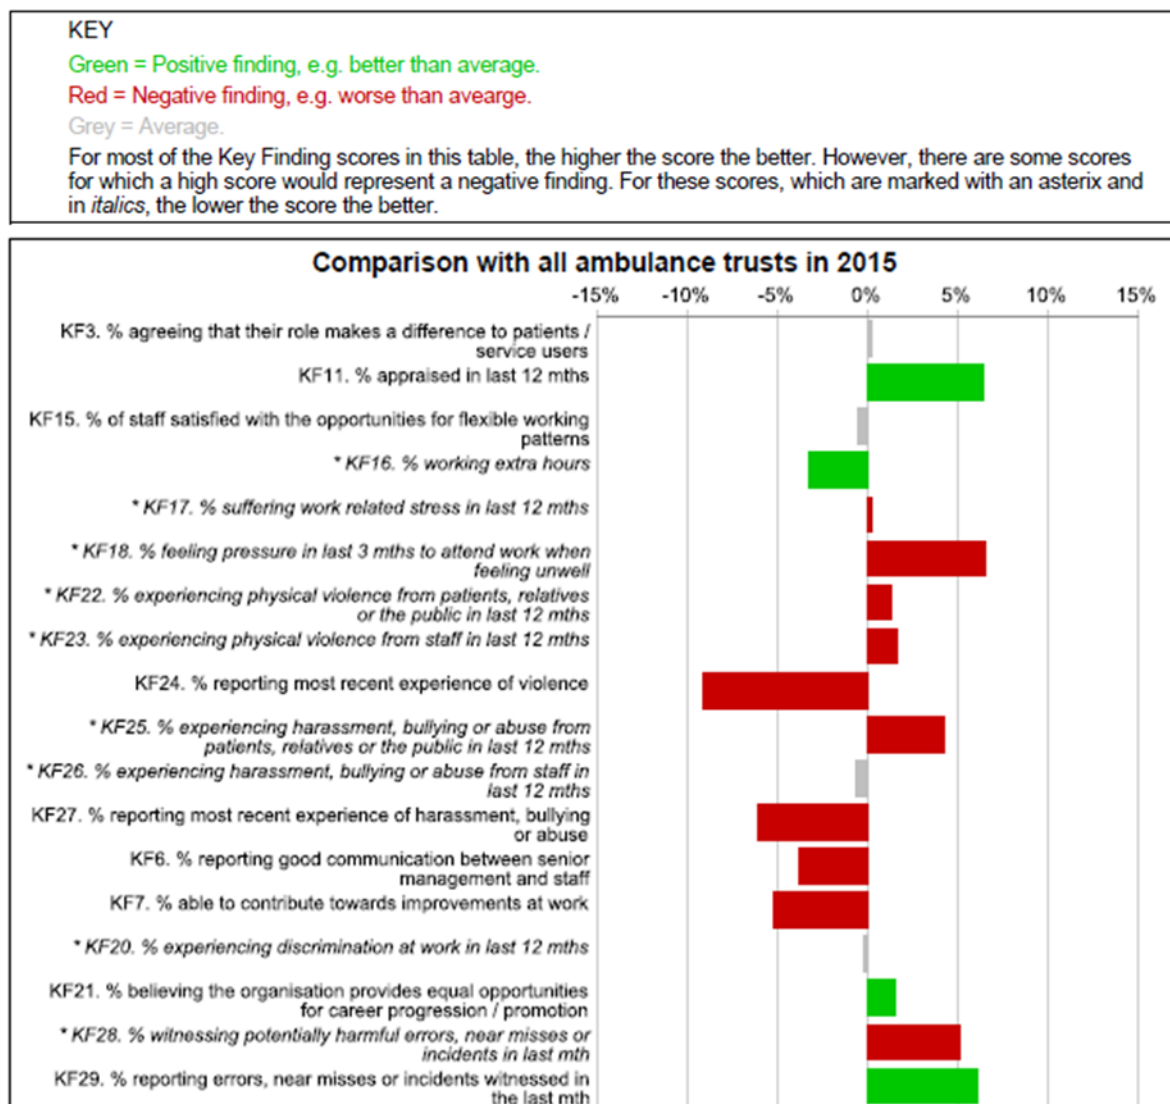 KEY
Green = Positive finding, e.g. better than average.
Red = Negative finding, e.g. worse than avearge.
Grey = Average.
For most of the Key Finding scores in this table, the higher the score the better. However, there are some scores
for which a high score would represent a negative finding. For these scores, which are marked with an asterix and
in italics, the lower the score the better.
Comparison with all ambulance trusts in 2015
-15% -10% -5% 0% 5% 10% 15%
KF3. % agreeing that their role makes a difference to patients /
service users
KF11. % appraised in last 12 mths
KF15. % of staff satisfied with the opportunities for flexible working
patterns
* KF16. % working extra hours
* KF17. % suffering work related stress in last 12 mths
* KF18. % feeling pressure in last 3 mths to attend work when
feeling unwell
* KF22. % experiencing physical violence from patients, relatives
or the public in last 12 mths
* KF23. % experiencing physical violence from staff in last 12 mths
KF24. % reporting most recent experience of violence
* KF25. % experiencing harassment, bullying or abuse from
patients, relatives or the public in last 12 mths
* KF26. % experiencing harassment, bullying or abuse from staff in
last 12 mths
KF27. % reporting most recent experience of harassment, bullying
or abuse
KF6. % reporting good communication between senior
management and staff
KF7. % able to contribute towards improvements at work
* KF20. % experiencing discrimination at work in last 12 mths
KF21. % believing the organisation provides equal opportunities
for career progression / promotion
* KF28. % witnessing potentially harmful errors, near misses or
incidents in last mth
KF29. % reporting errors, near misses or incidents witnessed in
the last mth